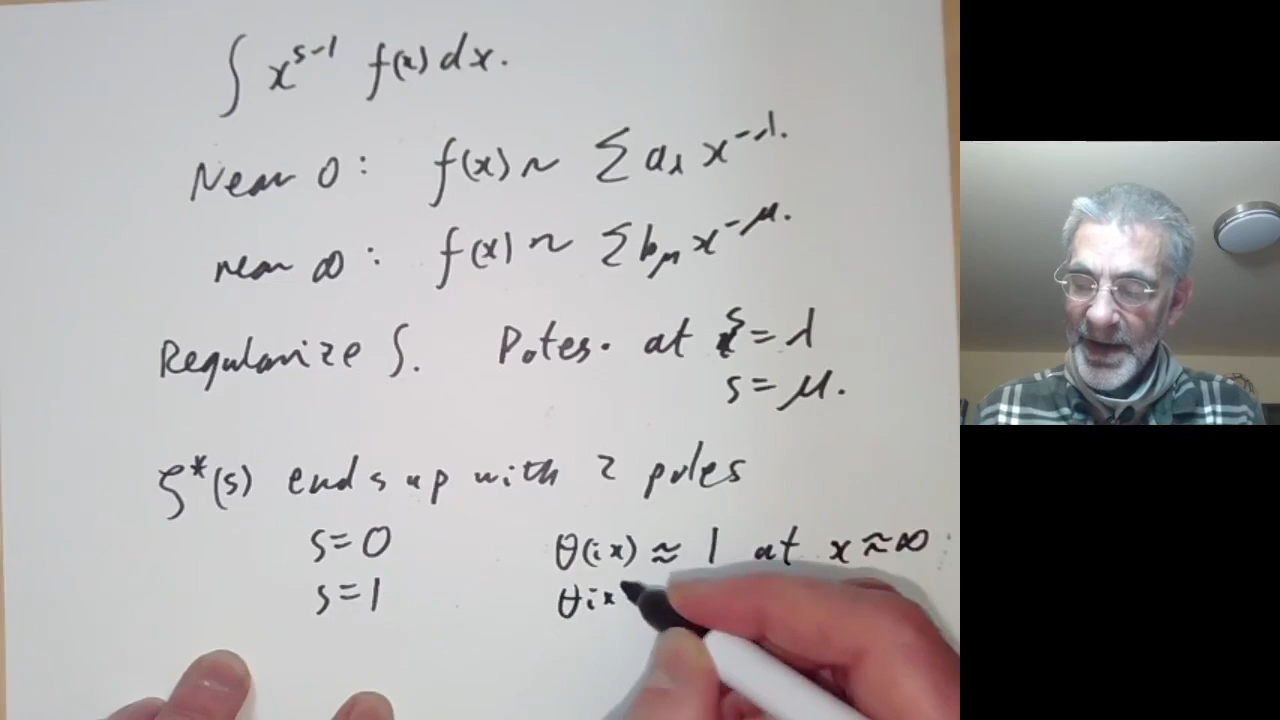 ∫ x^{s-1} f(x) dx.
Near 0: f(x) ~ Σ a_λ x^{-λ}.
near ∞: f(x) ~ Σ b_μ x^{-μ}.
Regularize ∫. Poles. at s = λ
s = μ.
ζ*(s) ends up with 2 poles
s=0 θ(ix) ≈ 1 at x ≈ ∞
s=1 θix